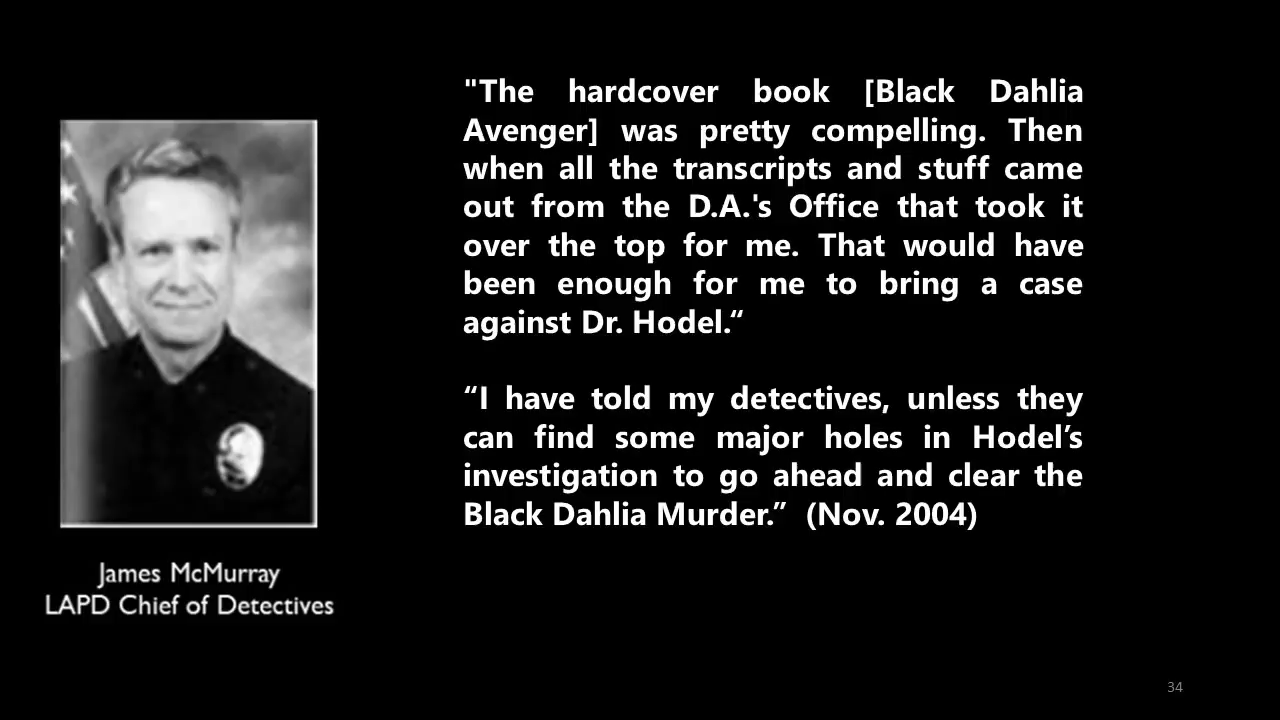 "The hardcover book [Black Dahlia
Avenger] was pretty compelling. Then
when all the transcripts and stuff came
out from the D.A.'s Office that took it
over the top for me. That would have
been enough for me to bring a case
against Dr. Hodel.“
“I have told my detectives, unless they
can find some major holes in Hodel’s
investigation to go ahead and clear the
Black Dahlia Murder.” (Nov. 2004)
James McMurray
LAPD Chief of Detectives
34